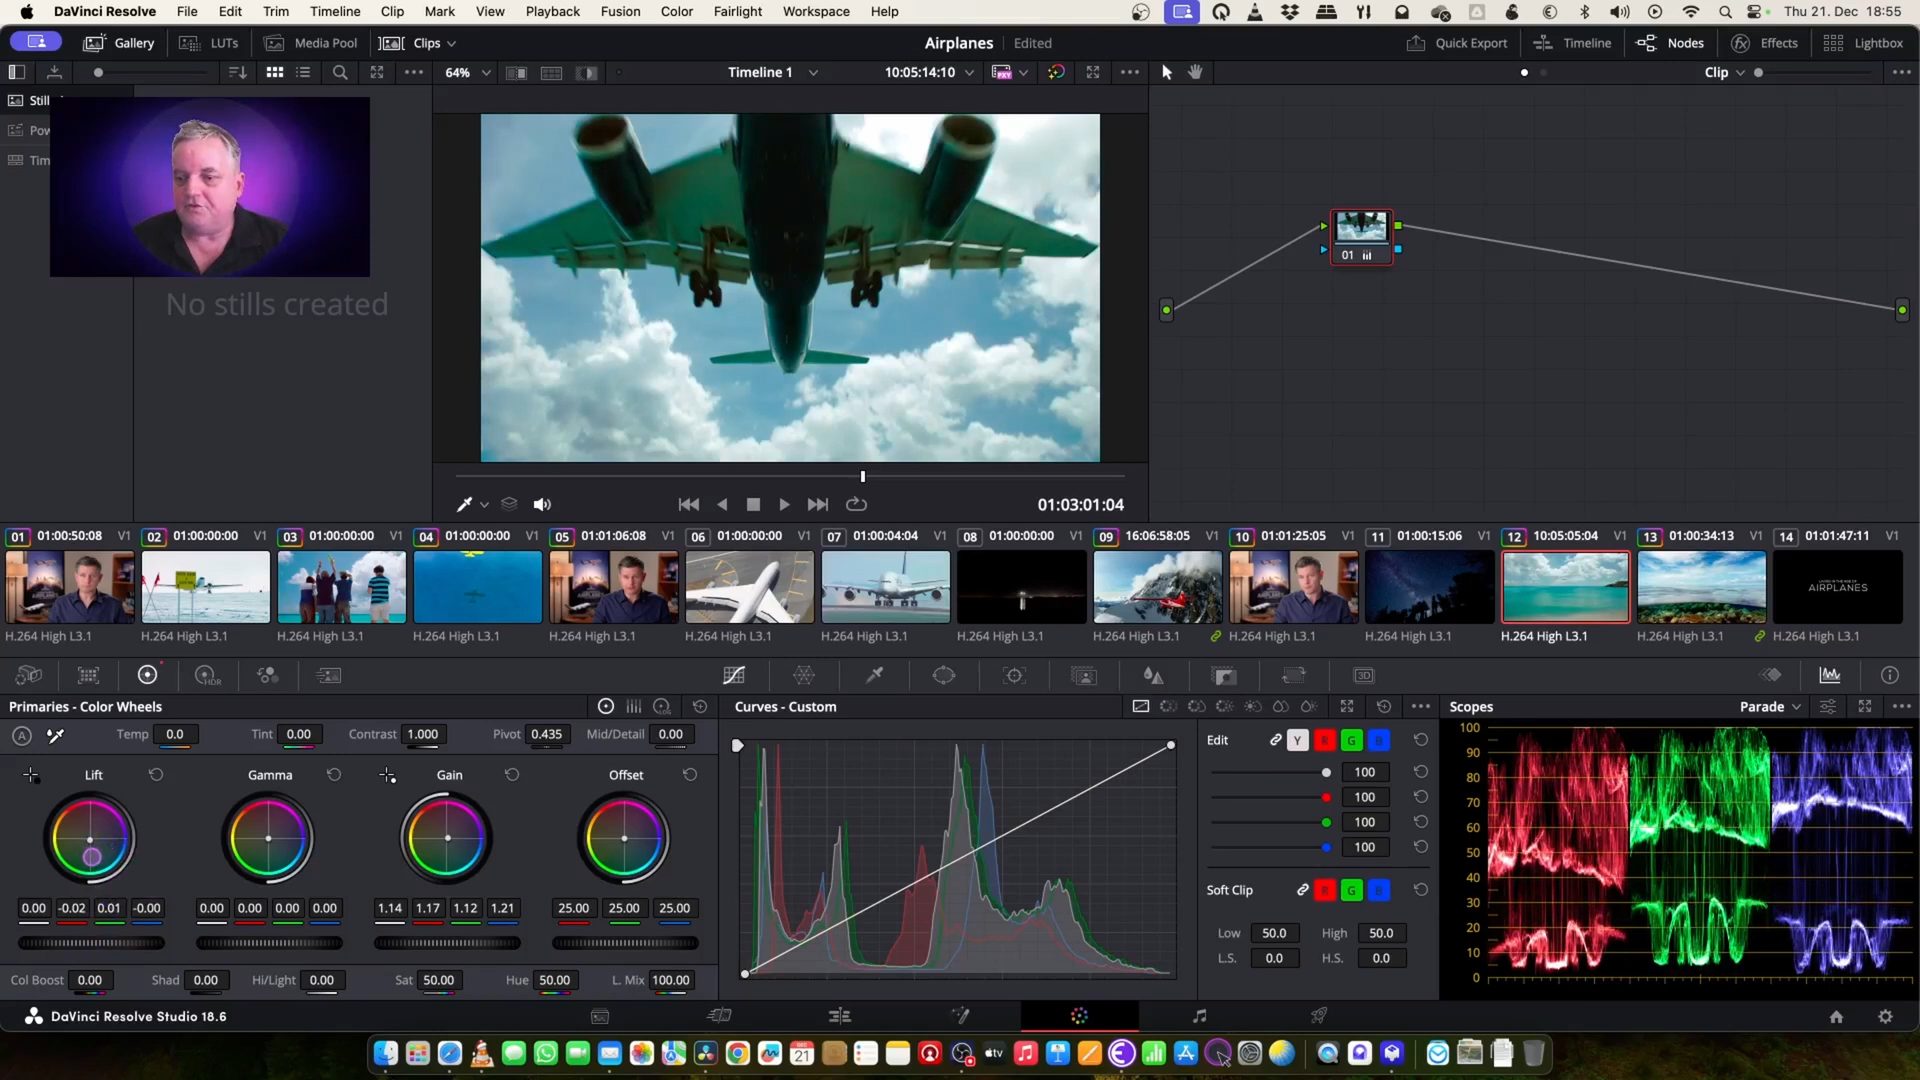 DaVinci Resolve File Edit Trim Timeline Clip Mark View Playback Fusion Color Fairlight Workspace Help Thu 21. Dec 18:55
Gallery LUTs Media Pool Clips Airplanes Edited Quick Export Timeline Nodes Effects Lightbox
64% Timeline 1 10:05:14:10 Clip
Still
Pow
Tim
No stills created
01
01:03:01:04
01 01:00:50:08 V1 02 01:00:00:00 V1 03 01:00:00:00 V1 04 01:00:00:00 V1 05 01:01:06:08 V1 06 01:00:00:00 V1 07 01:00:04:04 V1 08 01:00:00:00 V1 09 16:06:58:05 V1 10 01:01:25:05 V1 11 01:00:15:06 V1 12 10:05:05:04 V1 13 01:00:34:13 V1 14 01:01:47:11 V1
AIRPLANES
H.264 High L3.1 H.264 High L3.1 H.264 High L3.1 H.264 High L3.1 H.264 High L3.1 H.264 High L3.1 H.264 High L3.1 H.264 High L3.1 H.264 High L3.1 H.264 High L3.1 H.264 High L3.1 H.264 High L3.1 H.264 High L3.1 H.264 High L3.1
HDR 3D
Primaries - Color Wheels LOG Curves - Custom Scopes Parade
A Temp 0.0 Tint 0.00 Contrast 1.000 Pivot 0.435 Mid/Detail 0.00
Edit Y R G B
Lift Gamma Gain Offset
100
100
100
100
Soft Clip R G B
0.00 -0.02 0.01 -0.00 0.00 0.00 0.00 0.00 1.14 1.17 1.12 1.21 25.00 25.00 25.00
Low 50.0 High 50.0
L.S. 0.0 H.S. 0.0
Col Boost 0.00 Shad 0.00 Hi/Light 0.00 Sat 50.00 Hue 50.00 L. Mix 100.00
100
90
80
70
60
50
40
30
20
10
0
DaVinci Resolve Studio 18.6
21
tv